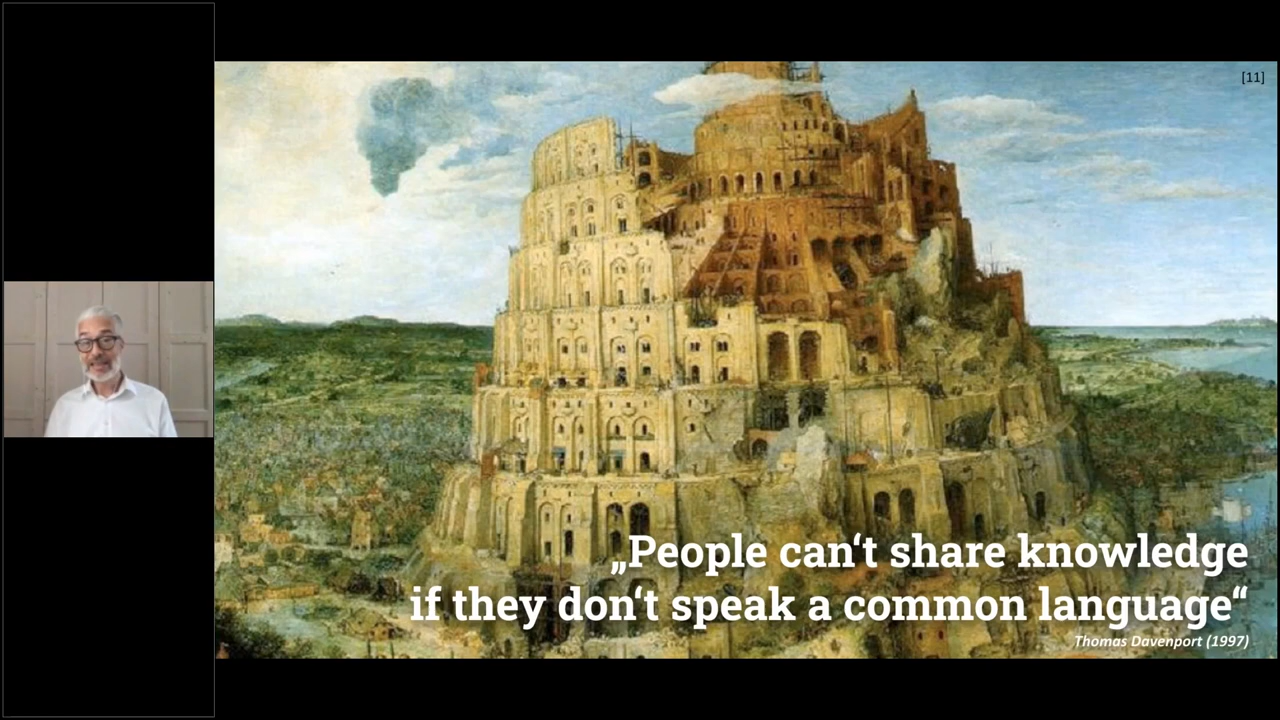 [11]
„People can‘t share knowledge
if they don‘t speak a common language“
Thomas Davenport (1997)